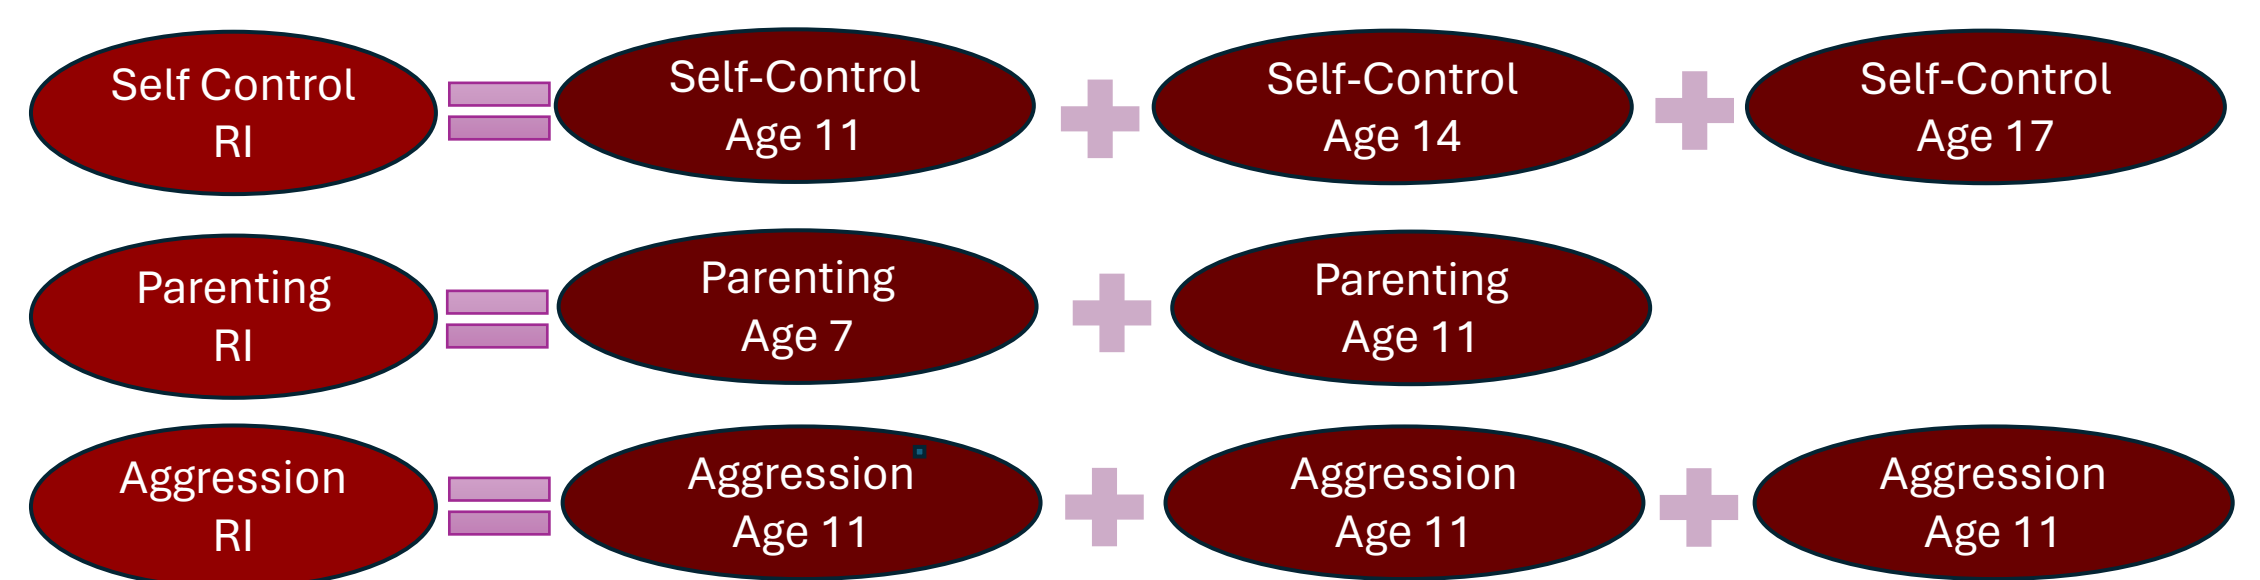 Self Control
RI
Self-Control
Age 11
Self-Control
Age 14
Self-Control
Age 17
Parenting
RI
Parenting
Age 7
Parenting
Age 11
Aggression
RI
Aggression
Age 11
Aggression
Age 11
Aggression
Age 11